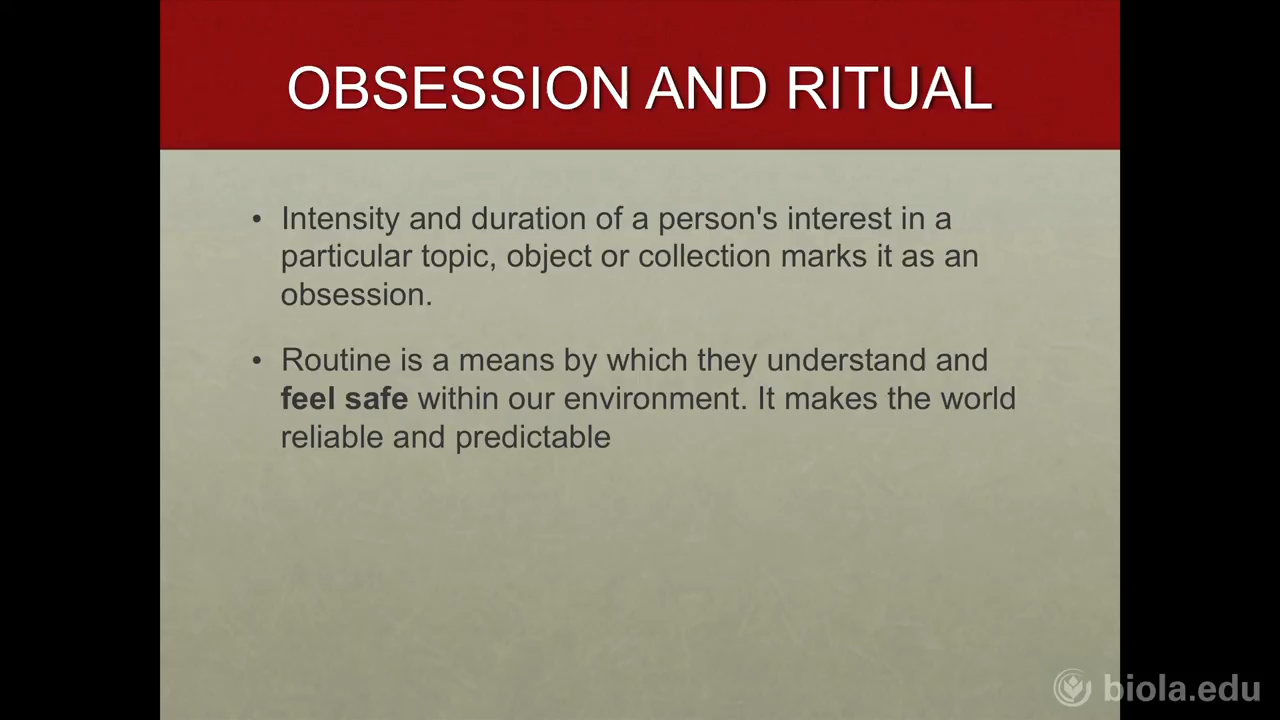 OBSESSION AND RITUAL
• Intensity and duration of a person's interest in a
particular topic, object or collection marks it as an
obsession.
• Routine is a means by which they understand and
feel safe within our environment. It makes the world
reliable and predictable
biola.edu